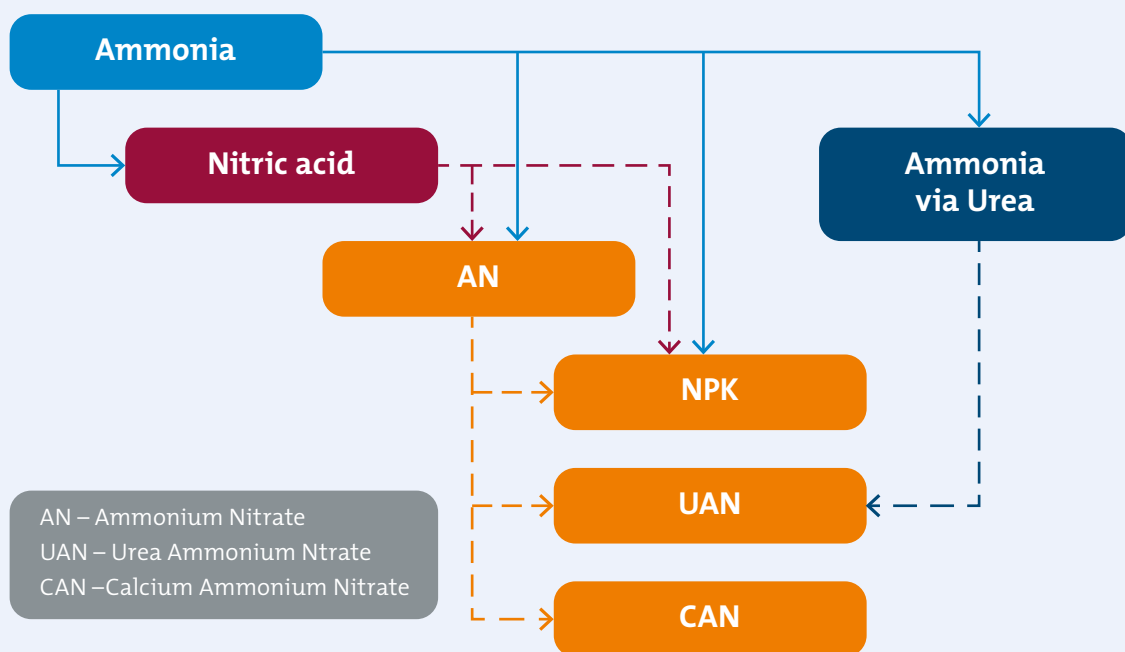 Ammonia
Nitric acid
Ammonia
via Urea
AN
NPK
UAN
CAN
AN – Ammonium Nitrate
UAN – Urea Ammonium Ntrate
CAN –Calcium Ammonium Nitrate